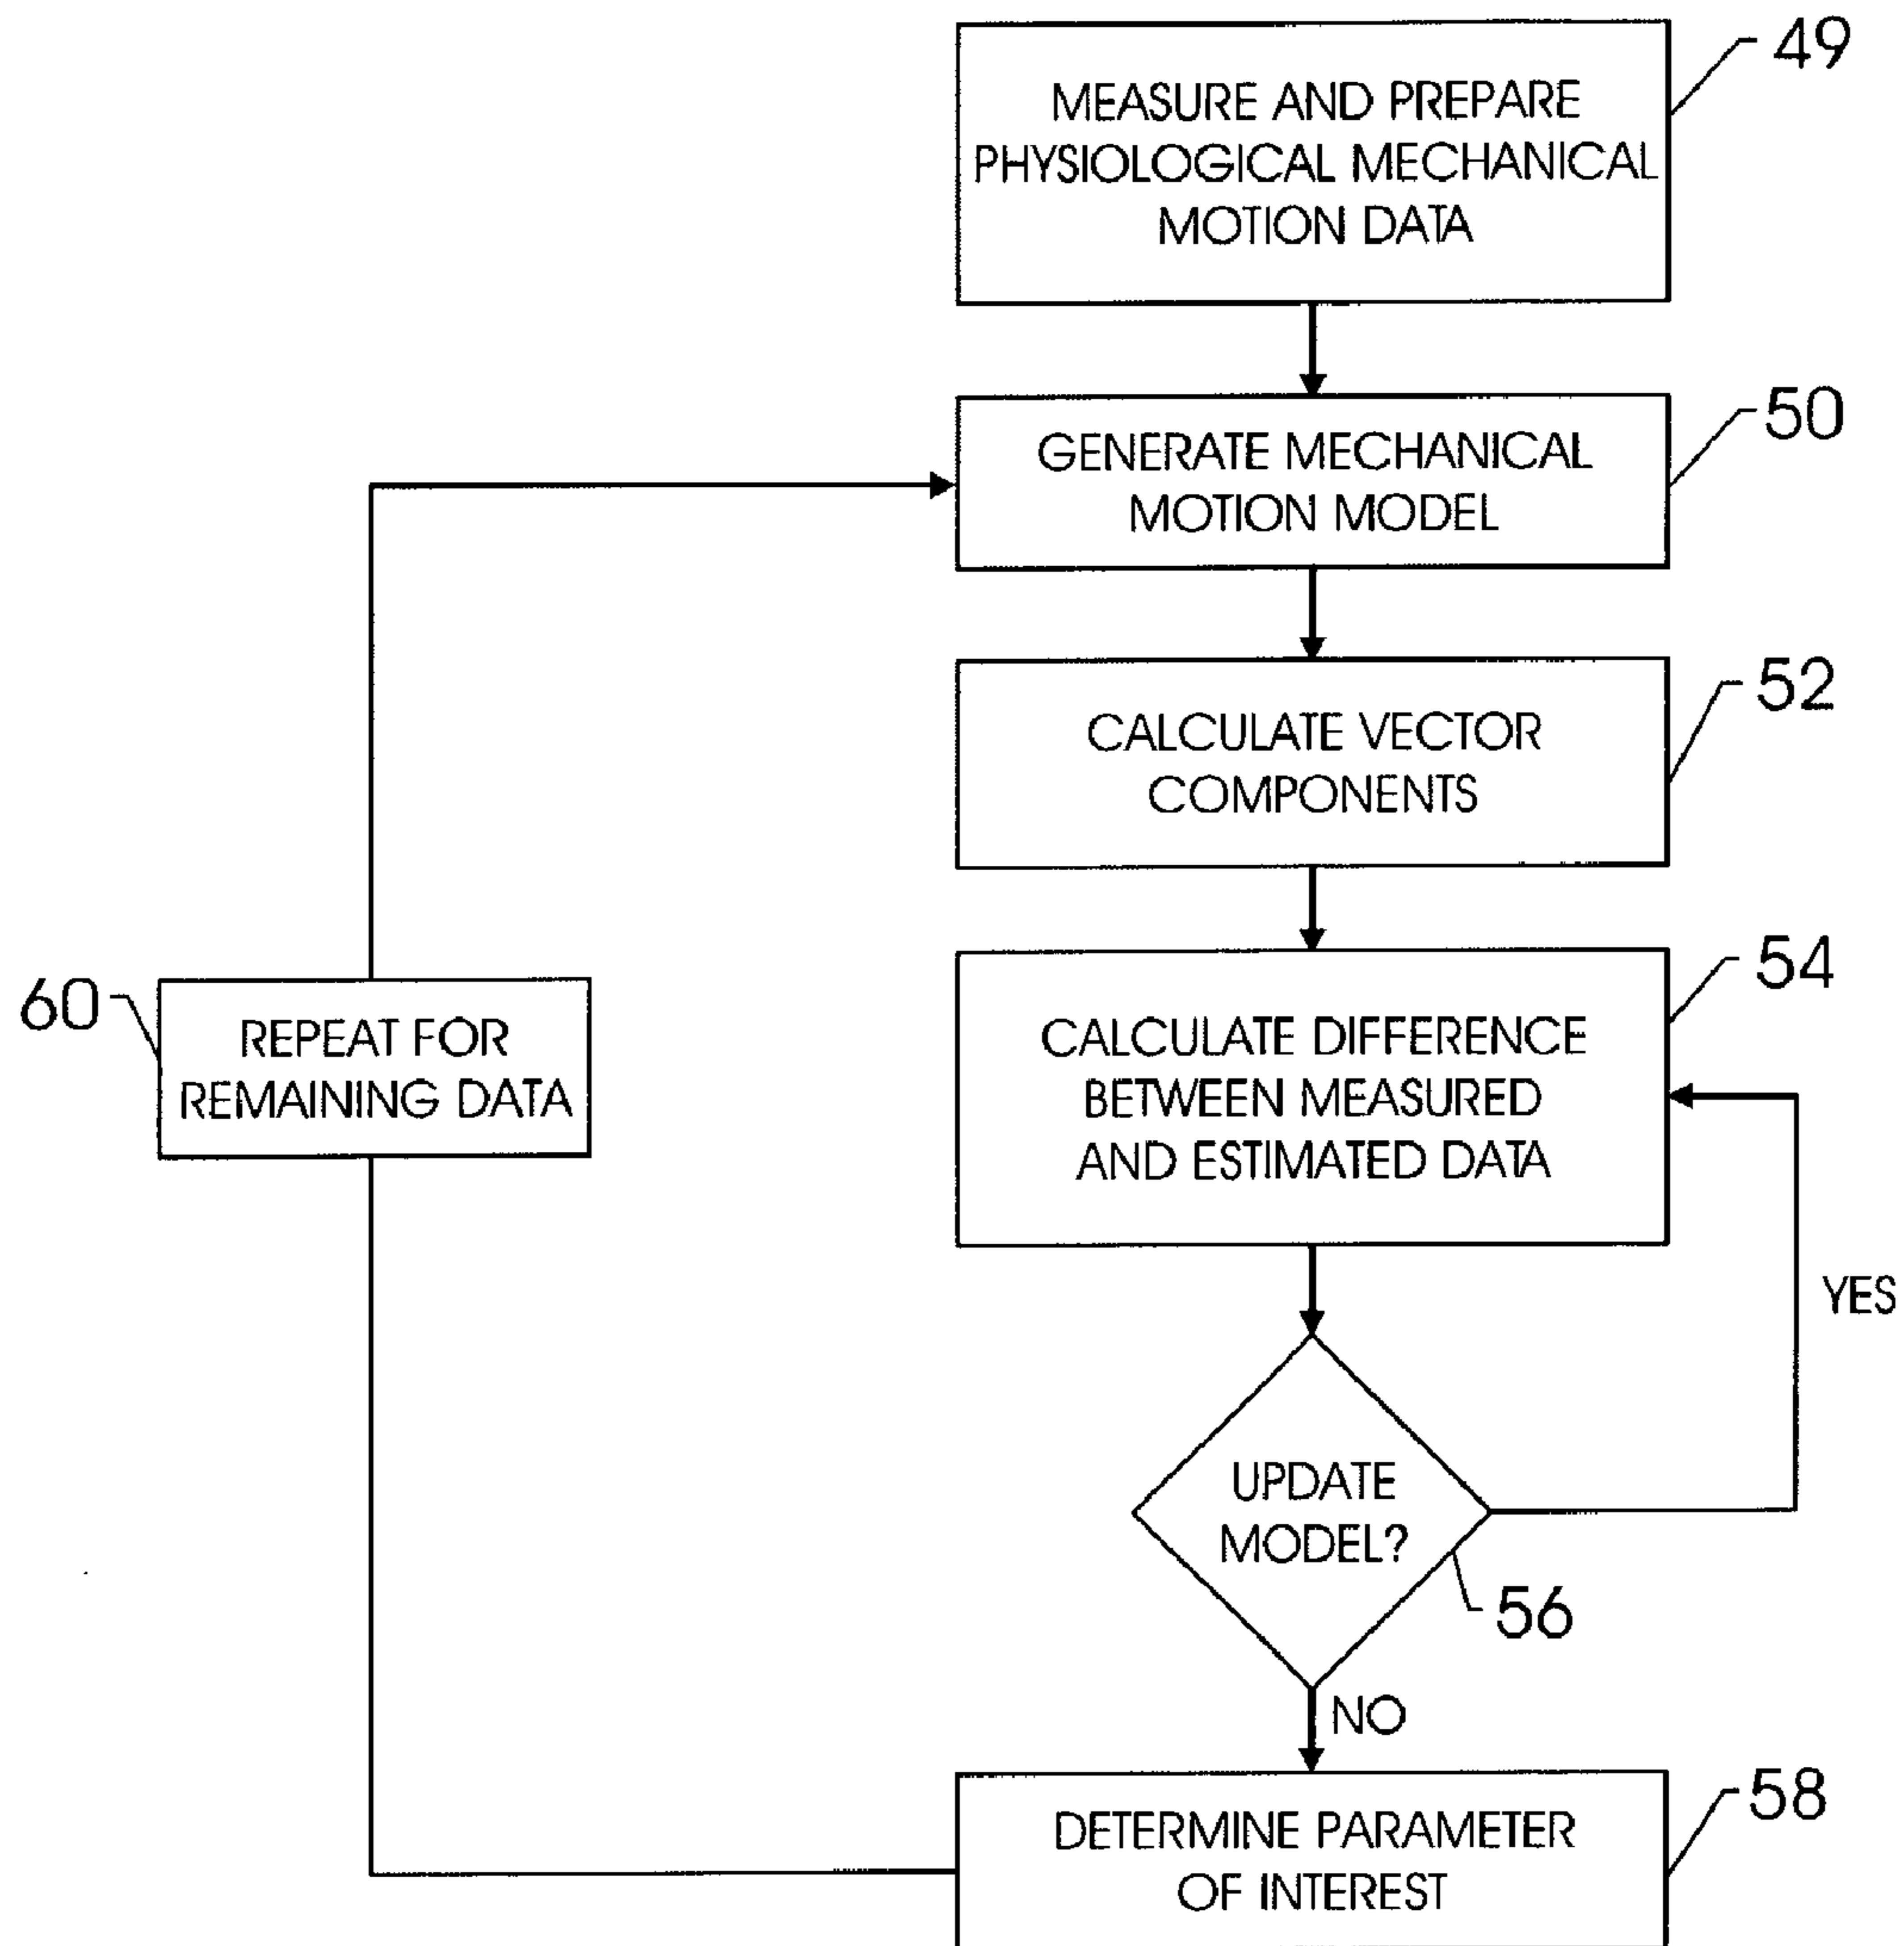 49
MEASURE AND PREPARE
PHYSIOLOGICAL MECHANICAL
MOTION DATA
50
GENERATE MECHANICAL
MOTION MODEL
52
CALCULATE VECTOR
COMPONENTS
54
CALCULATE DIFFERENCE
BETWEEN MEASURED
AND ESTIMATED DATA
60
REPEAT FOR
REMAINING DATA
YES
UPDATE
MODEL?
56
NO
58
DETERMINE PARAMETER
OF INTEREST